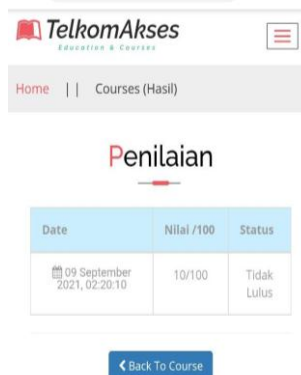 TelkomAkses
Education & Courses
Home || Courses (Hasil)
Penilaian
Date Nilai /100 Status
09 September 2021, 02:20:10 10/100 Tidak Lulus
Back To Course